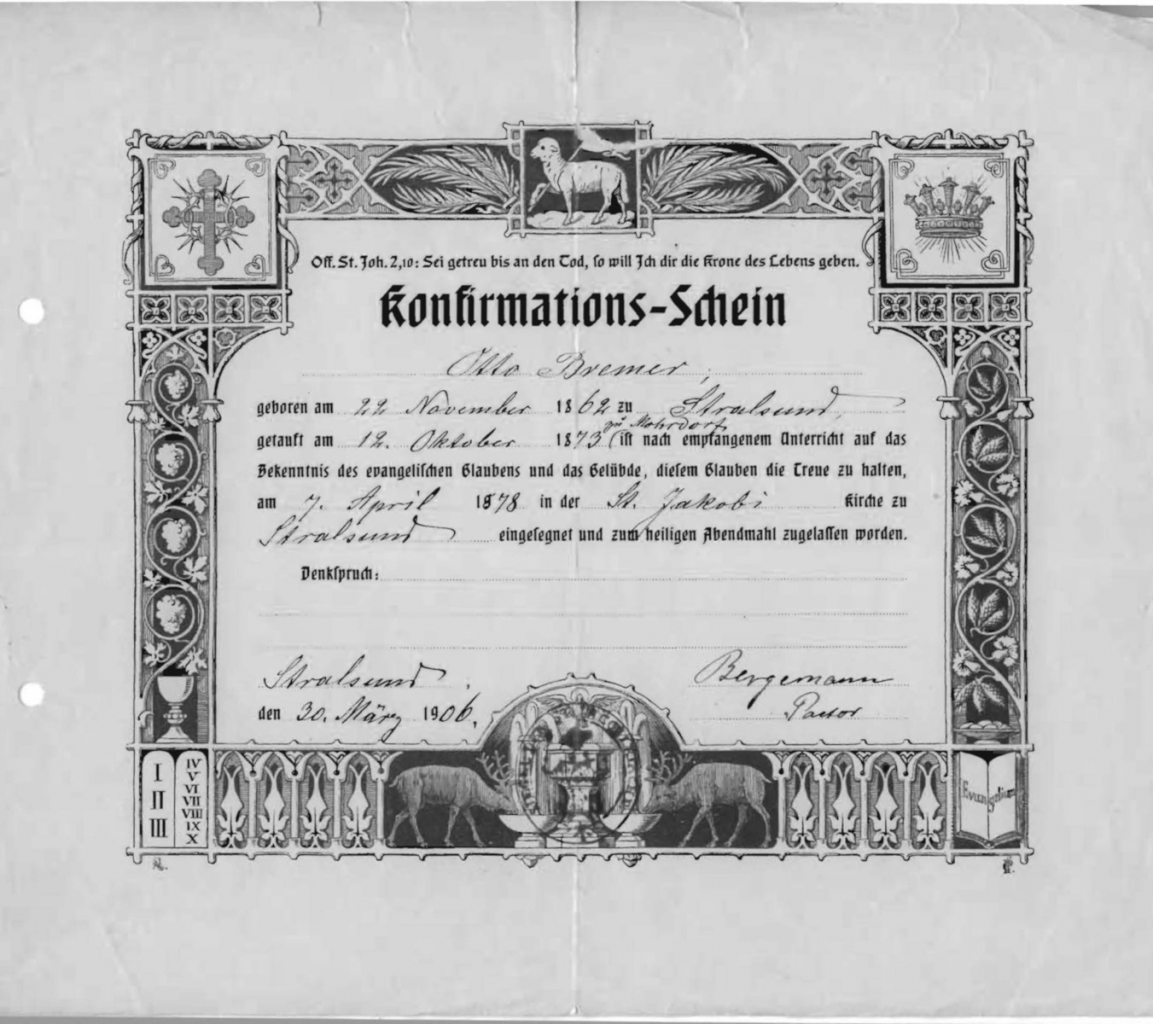 Off. St. Joh. 2,10: Sei getreu bis an den Tod, so will Ich dir die Krone des Lebens geben.
Konfirmations-Schein
Otto Bremer,
geboren am 22 November 1862 zu Stralsund,
zu Mohrdorf
getauft am 12. Oktober 1873 (ist nach empfangenem Unterricht auf das
Bekenntnis des evangelischen Glaubens und das Gelübde, diesem Glauben die Treue zu halten,
am 7. April 1878 in der St. Jakobi Kirche zu
Stralsund eingesegnet und zum heiligen Abendmahl zugelassen worden.
Denkspruch:
Stralsund. Bergemann
den 30. März 1906. Pastor
I
II
III
IV
V
VI
VII
VIII
IX
X
Evangelium